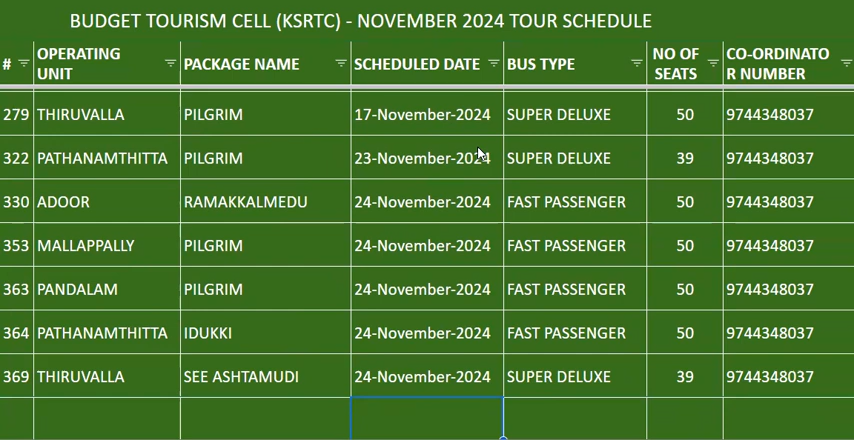 BUDGET TOURISM CELL (KSRTC) - NOVEMBER 2024 TOUR SCHEDULE
# OPERATING UNIT PACKAGE NAME SCHEDULED DATE BUS TYPE NO OF SEATS CO-ORDINATO R NUMBER
279 THIRUVALLA PILGRIM 17-November-2024 SUPER DELUXE 50 9744348037
322 PATHANAMTHITTA PILGRIM 23-November-2024 SUPER DELUXE 39 9744348037
330 ADOOR RAMAKKALMEDU 24-November-2024 FAST PASSENGER 50 9744348037
353 MALLAPPALLY PILGRIM 24-November-2024 FAST PASSENGER 50 9744348037
363 PANDALAM PILGRIM 24-November-2024 FAST PASSENGER 50 9744348037
364 PATHANAMTHITTA IDUKKI 24-November-2024 FAST PASSENGER 50 9744348037
369 THIRUVALLA SEE ASHTAMUDI 24-November-2024 SUPER DELUXE 39 9744348037